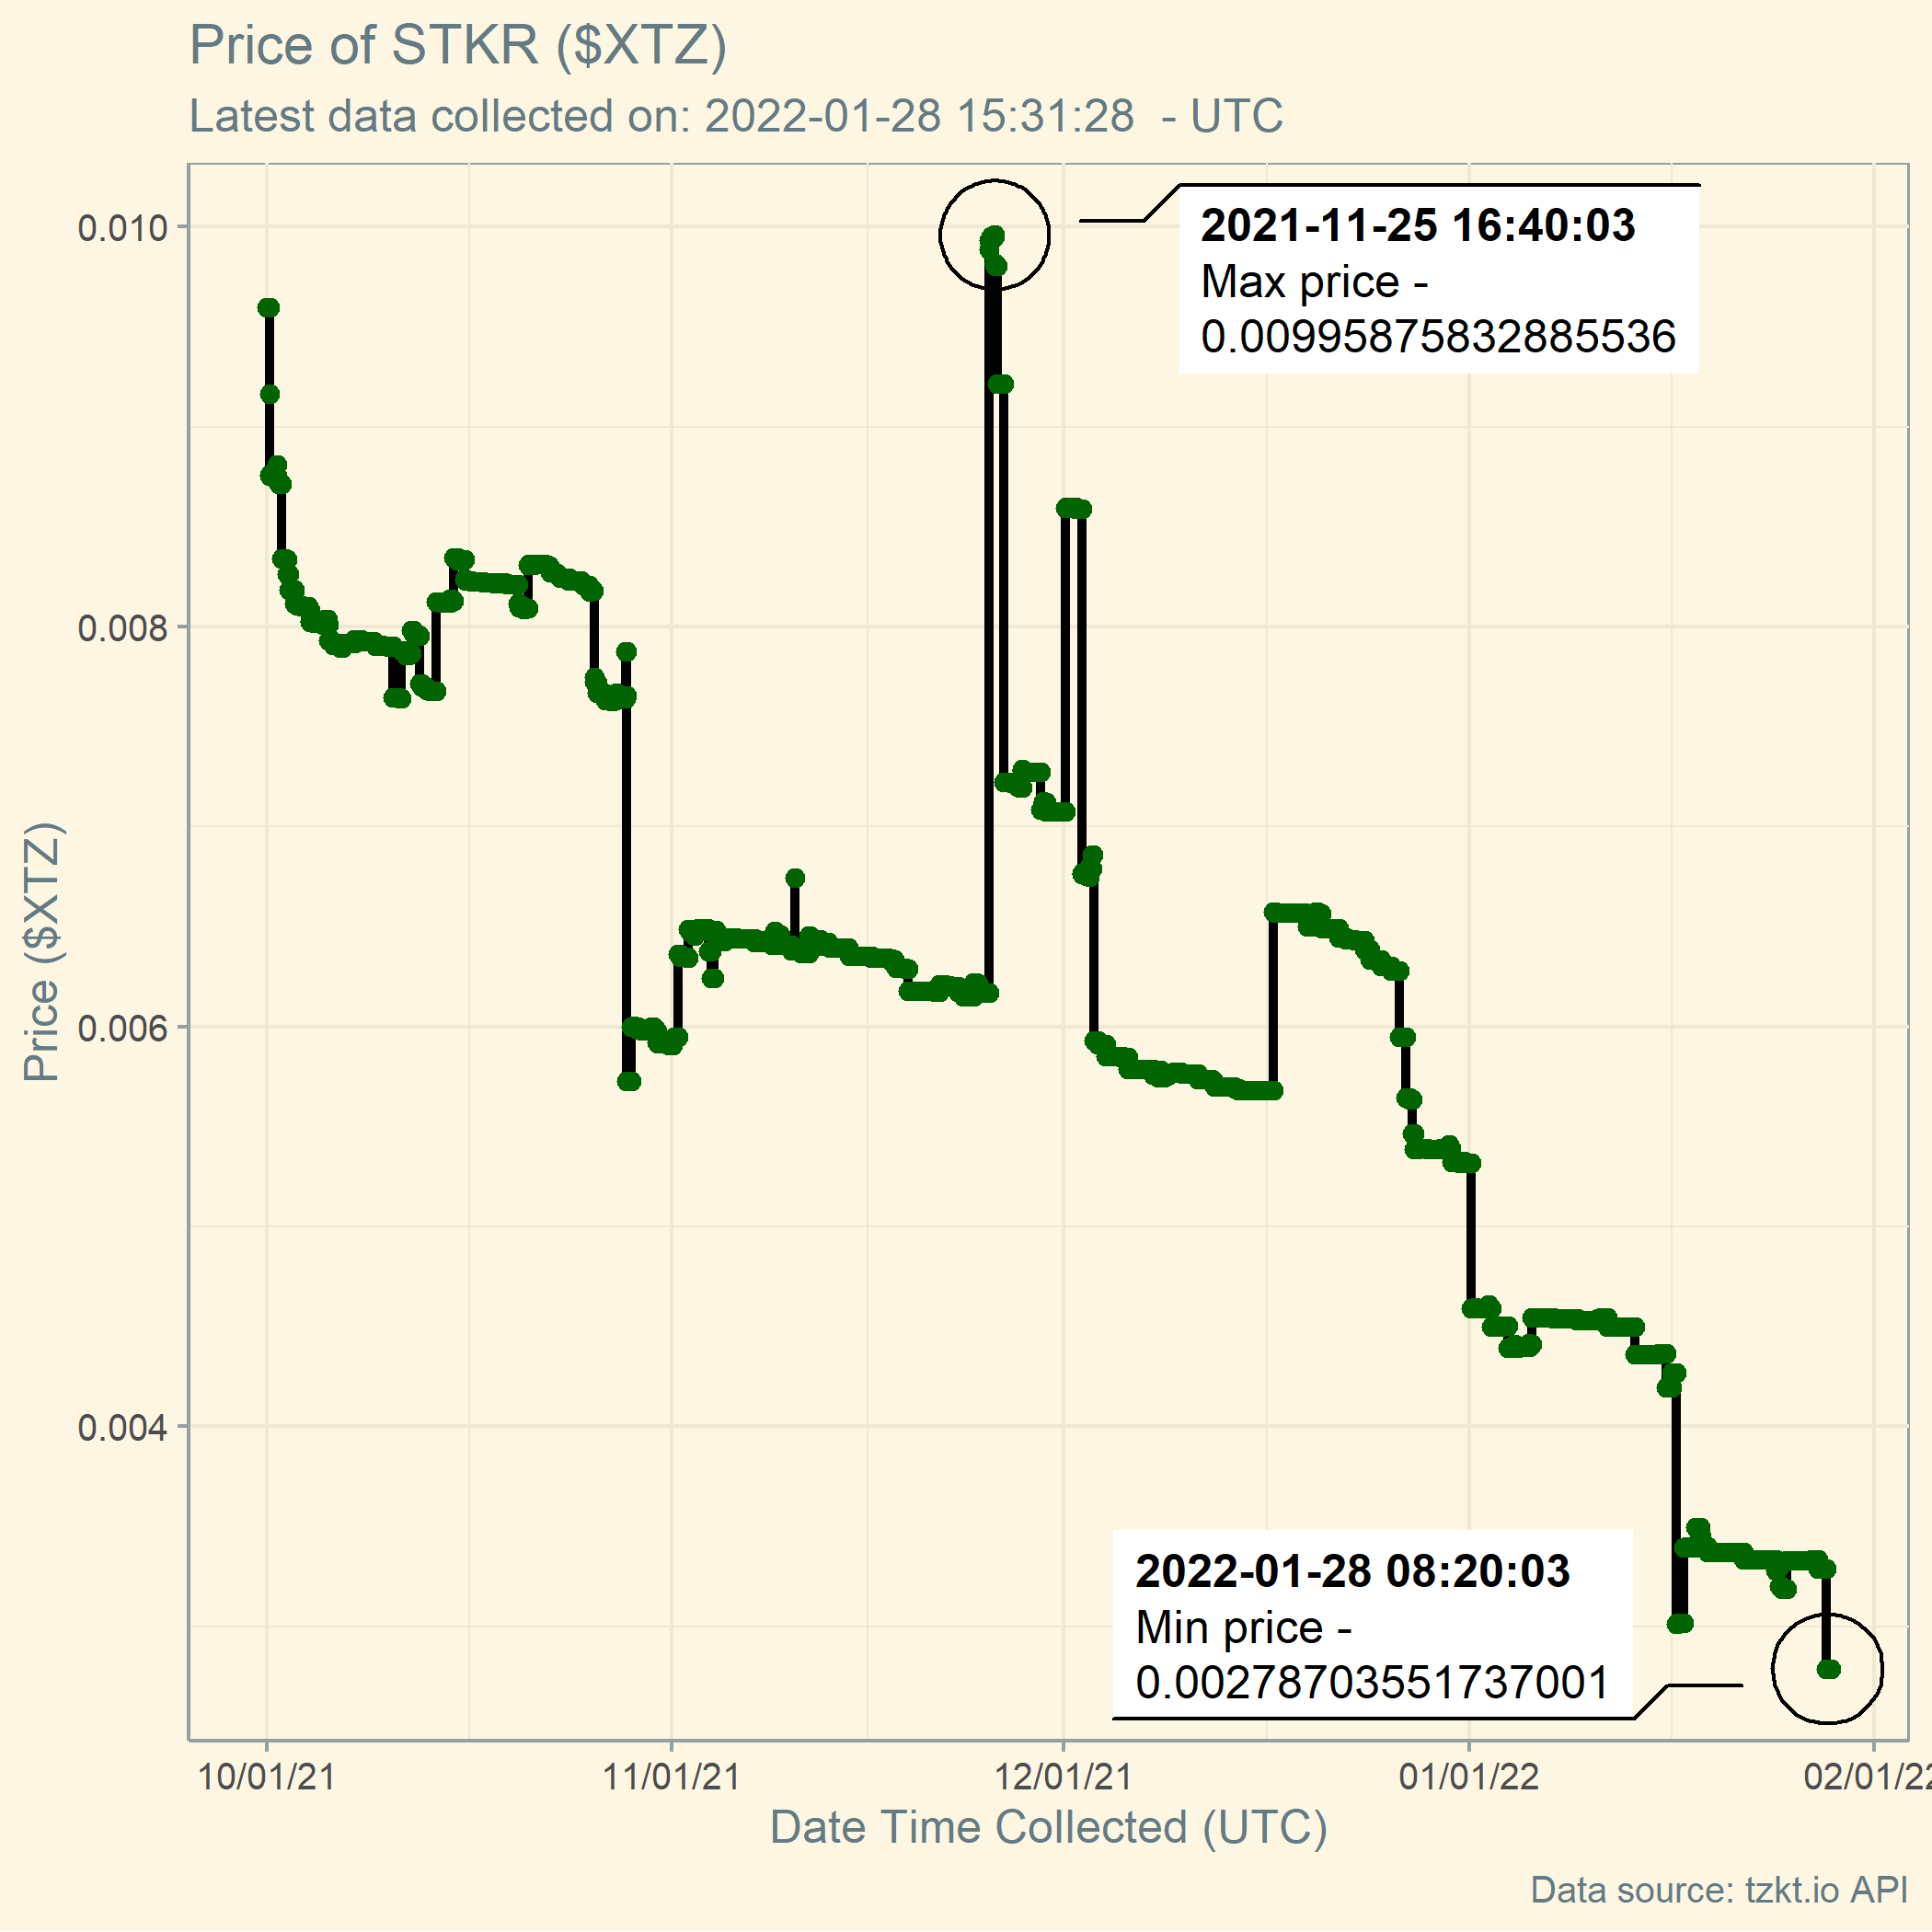 Price of STKR ($XTZ)
Latest data collected on: 2022-01-28 15:31:28  - UTC
2021-11-25 16:40:03
Max price -
0.00995875832885536
0.010
0.008
0.006
0.004
Price ($XTZ)
2022-01-28 08:20:03
Min price -
0.00278703551737001
10/01/21
11/01/21
12/01/21
01/01/22
02/01/22
Date Time Collected (UTC)
Data source: tzkt.io API